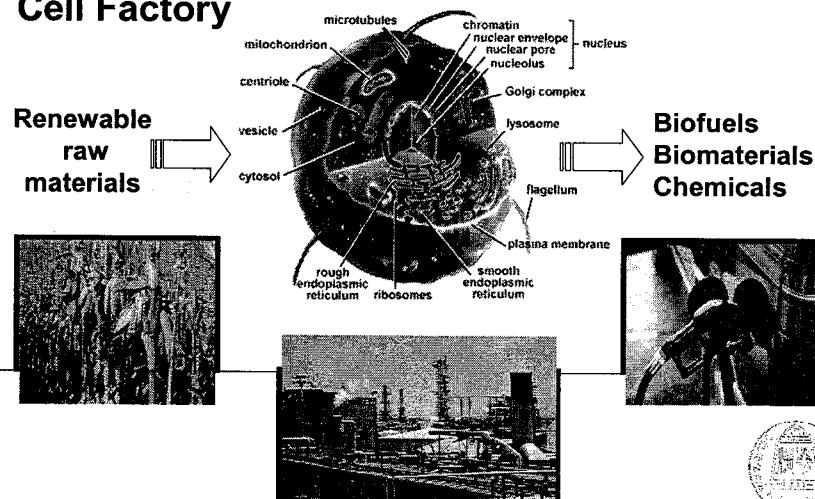 Cell Factory
Renewable
raw
materials
microtubules
mitochondrion
centriole
vesicle
cytosol
chromatin
nuclear envelope
nuclear pore
nucleolus
nucleus
Golgi complex
lysosome
flagellum
plasma membrane
rough
endoplasmic
reticulum
ribosomes
smooth
endoplasmic
reticulum
Biofuels
Biomaterials
Chemicals